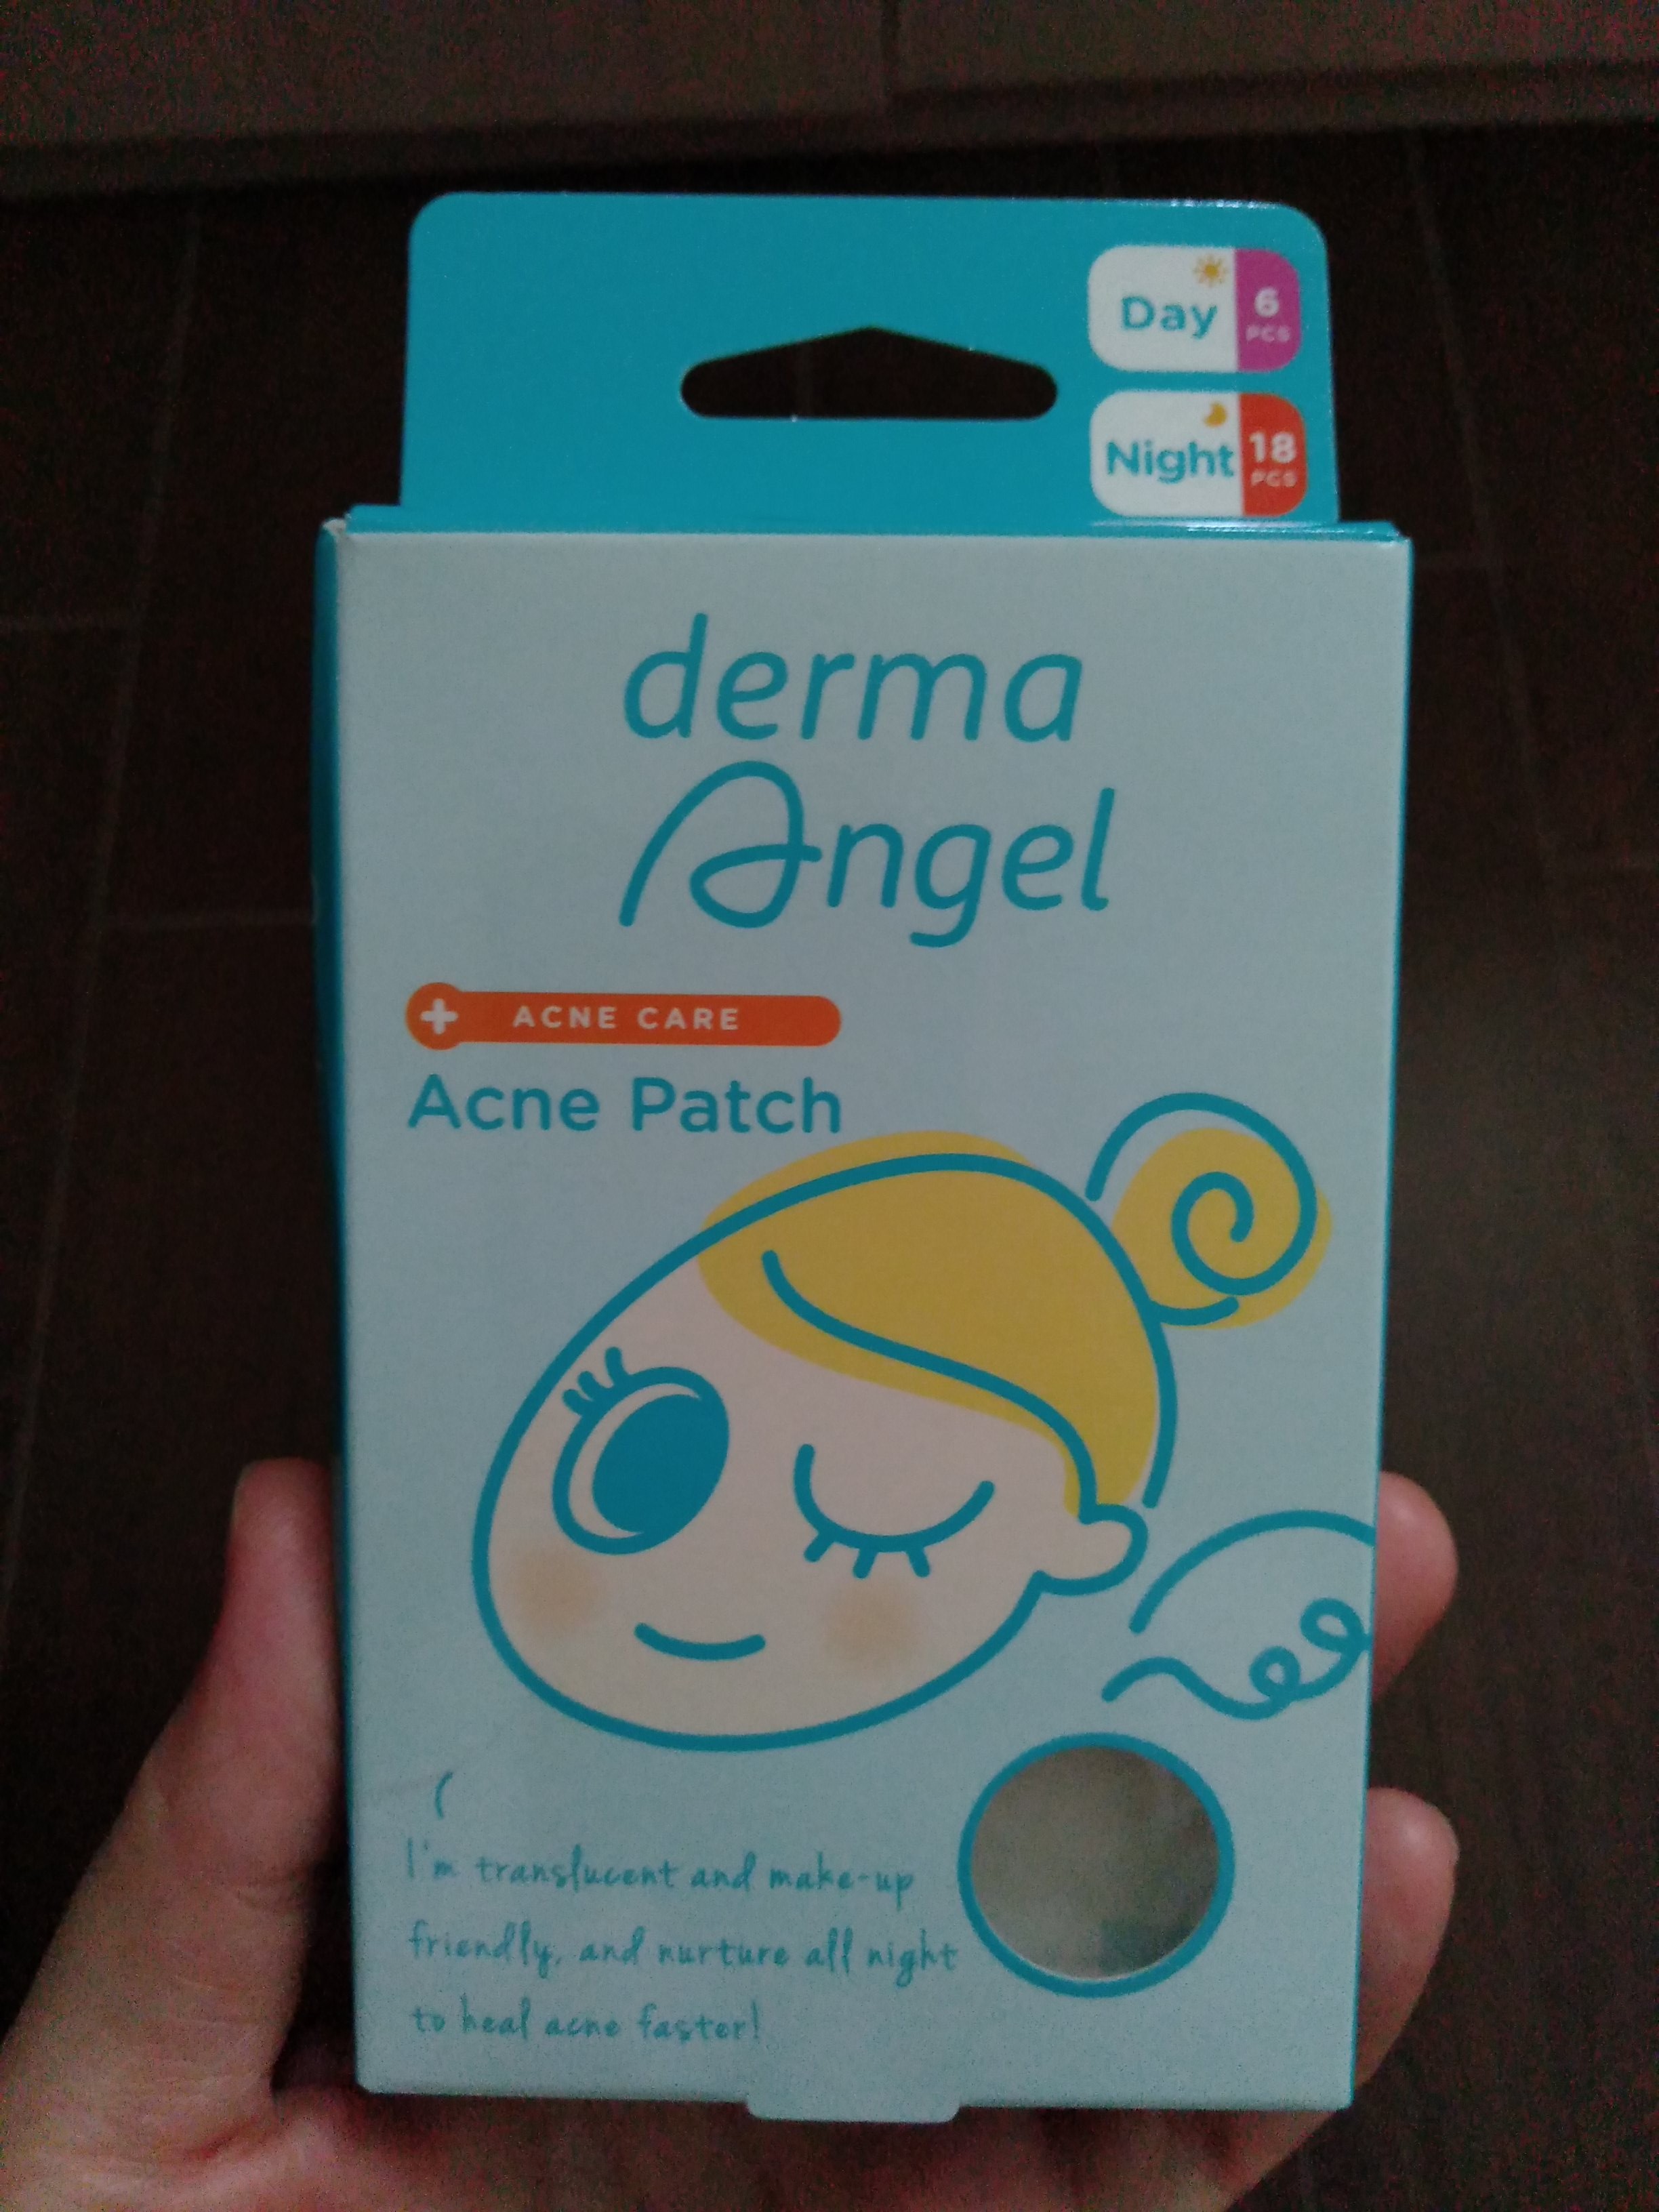 Day 6 PCS
Night 18 PCS
derma
Angel
ACNE CARE
Acne Patch
I'm translucent and make-up
friendly, and nurture all night
to heal acne faster!